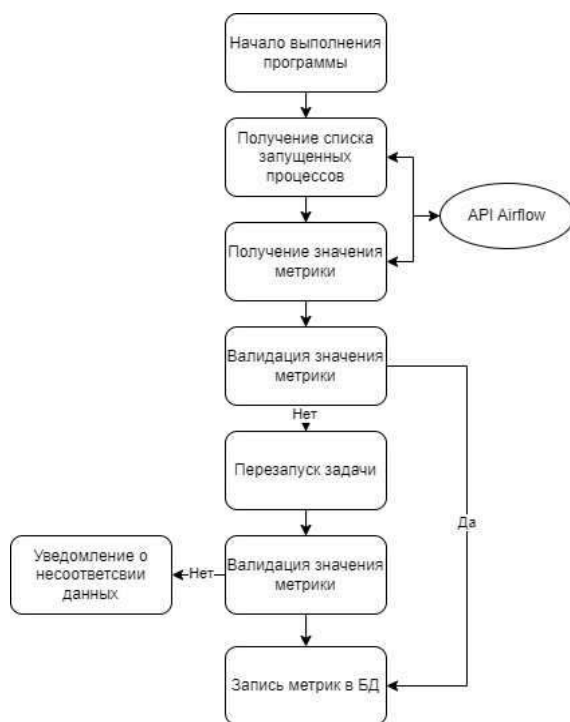 Начало выполнения
программы
Получение списка
запущенных
процессов
API Airflow
Получение значения
метрики
Валидация значения
метрики
Нет
Перезапуск задачи
Да
Уведомление о
несоответсвии
данных
Нет
Валидация значения
метрики
Запись метрик в БД